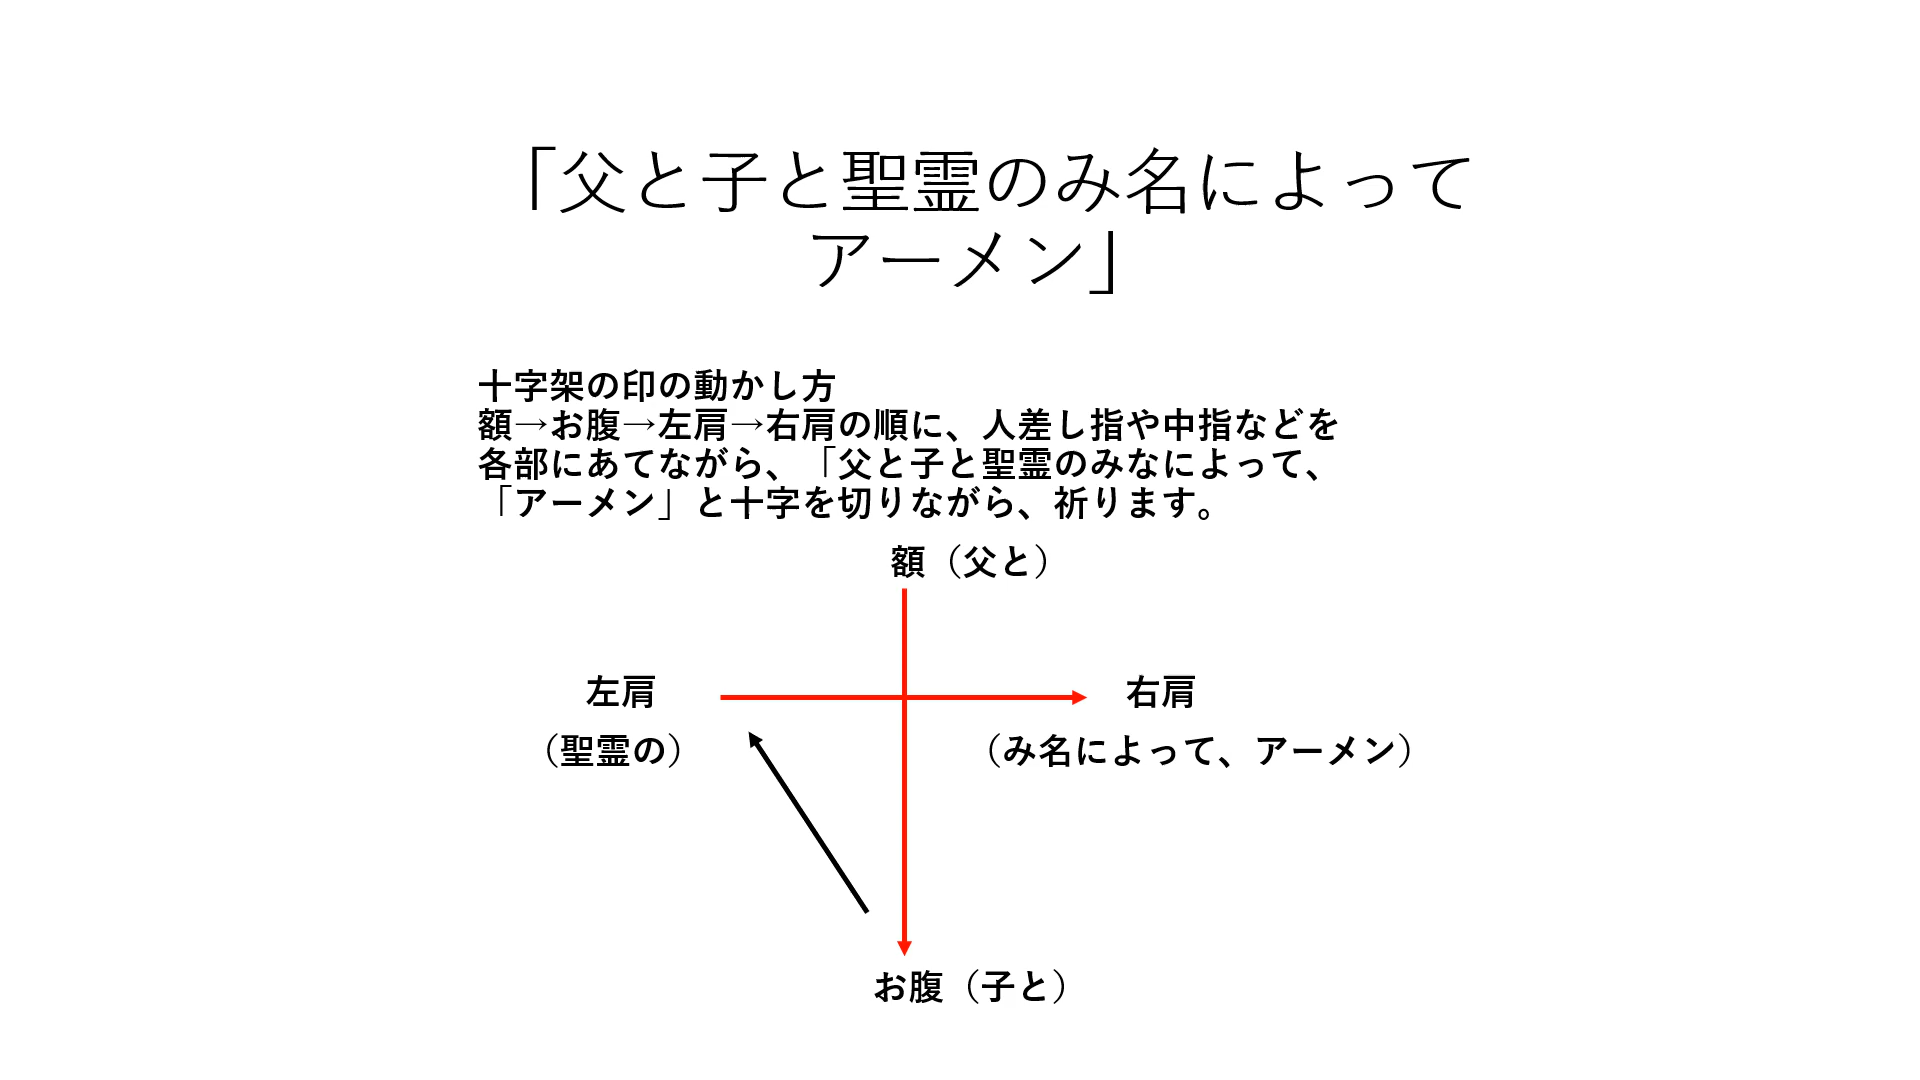 「父と子と聖霊のみ名によって
アーメン」
十字架の印の動かし方
額→お腹→左肩→右肩の順に、人差し指や中指などを
各部にあてながら、「父と子と聖霊のみなによって、
「アーメン」と十字を切りながら、祈ります。
額（父と）
左肩
右肩
（聖霊の）
（み名によって、アーメン）
お腹（子と）